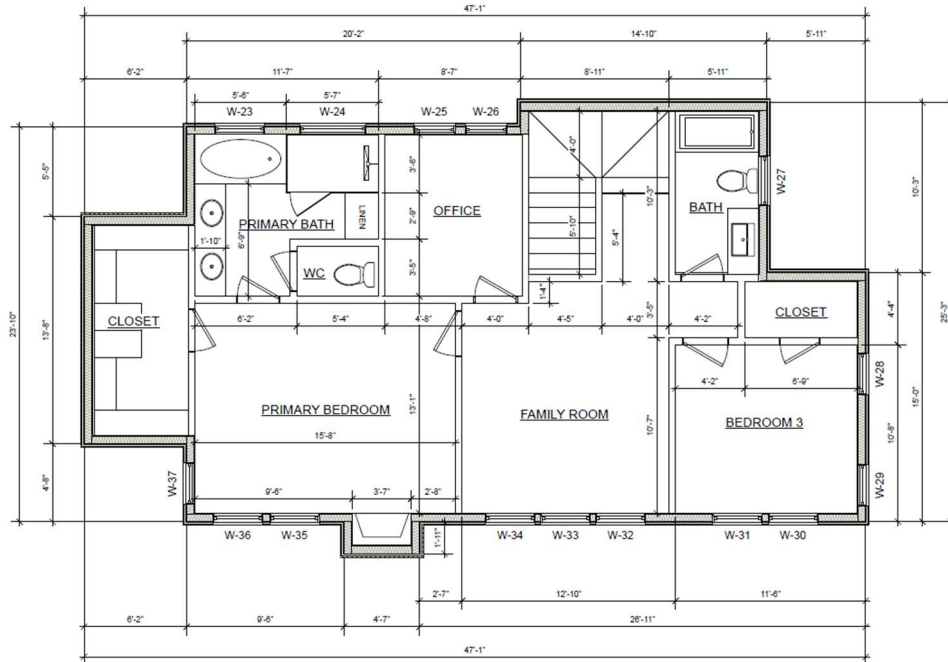 47'-1"
20'-2"
14'-10"
5'-11"
6'-2"
11'-7"
8'-7"
8'-11"
5'-11"
5'-6"
5'-7"
W-23
W-24
W-25
W-26
W-27
4'-0"
3'-6"
5'-5"
10'-3"
10'-3"
BATH
OFFICE
LINEN
PRIMARY BATH
2'-9"
5'-10"
5'-4"
1'-10"
6'-9"
WC
3'-5"
1'-4"
CLOSET
3'-5"
CLOSET
4'-4"
23'-10"
13'-8"
25'-3"
6'-2"
5'-4"
4'-8"
4'-0"
4'-5"
4'-0"
4'-2"
W-28
4'-2"
6'-9"
PRIMARY BEDROOM
13'-1"
FAMILY ROOM
10'-7"
BEDROOM 3
10'-8"
15'-0"
15'-8"
W-37
4'-8"
9'-6"
3'-7"
2'-8"
W-29
W-36
W-35
1'-11"
W-34
W-33
W-32
W-31
W-30
2'-7"
12'-10"
11'-6"
6'-2"
9'-6"
4'-7"
26'-11"
47'-1"